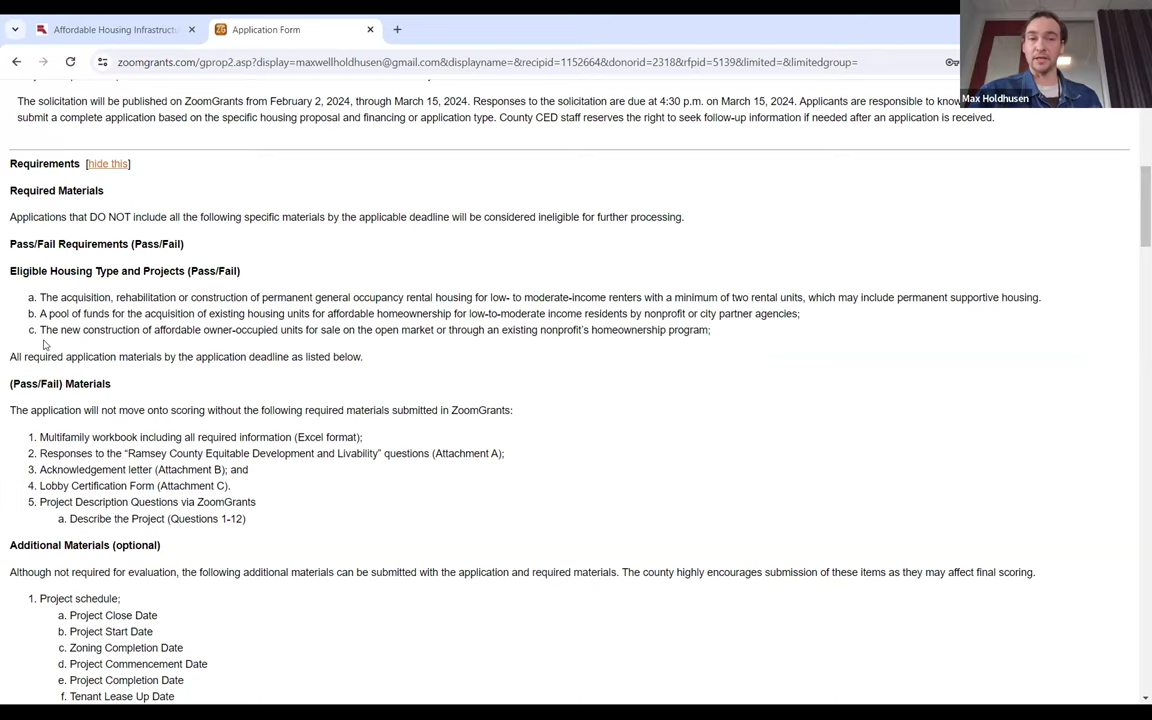 Affordable Housing Infrastructu
Application Form
zoomgrants.com/gprop2.asp?display=maxwellholdhusen@gmail.com&displayname=&recipid=1152664&donorid=2318&rfpid=5139&limited=&limitedgroup=
Max Holdhusen
The solicitation will be published on ZoomGrants from February 2, 2024, through March 15, 2024. Responses to the solicitation are due at 4:30 p.m. on March 15, 2024. Applicants are responsible to know
submit a complete application based on the specific housing proposal and financing or application type. County CED staff reserves the right to seek follow-up information if needed after an application is received.
Requirements [hide this]
Required Materials
Applications that DO NOT include all the following specific materials by the applicable deadline will be considered ineligible for further processing.
Pass/Fail Requirements (Pass/Fail)
Eligible Housing Type and Projects (Pass/Fail)
a. The acquisition, rehabilitation or construction of permanent general occupancy rental housing for low- to moderate-income renters with a minimum of two rental units, which may include permanent supportive housing.
b. A pool of funds for the acquisition of existing housing units for affordable homeownership for low-to-moderate income residents by nonprofit or city partner agencies;
c. The new construction of affordable owner-occupied units for sale on the open market or through an existing nonprofit's homeownership program;
All required application materials by the application deadline as listed below.
(Pass/Fail) Materials
The application will not move onto scoring without the following required materials submitted in ZoomGrants:
1. Multifamily workbook including all required information (Excel format);
2. Responses to the “Ramsey County Equitable Development and Livability” questions (Attachment A);
3. Acknowledgement letter (Attachment B); and
4. Lobby Certification Form (Attachment C).
5. Project Description Questions via ZoomGrants
a. Describe the Project (Questions 1-12)
Additional Materials (optional)
Although not required for evaluation, the following additional materials can be submitted with the application and required materials. The county highly encourages submission of these items as they may affect final scoring.
1. Project schedule;
a. Project Close Date
b. Project Start Date
c. Zoning Completion Date
d. Project Commencement Date
e. Project Completion Date
f. Tenant Lease Up Date